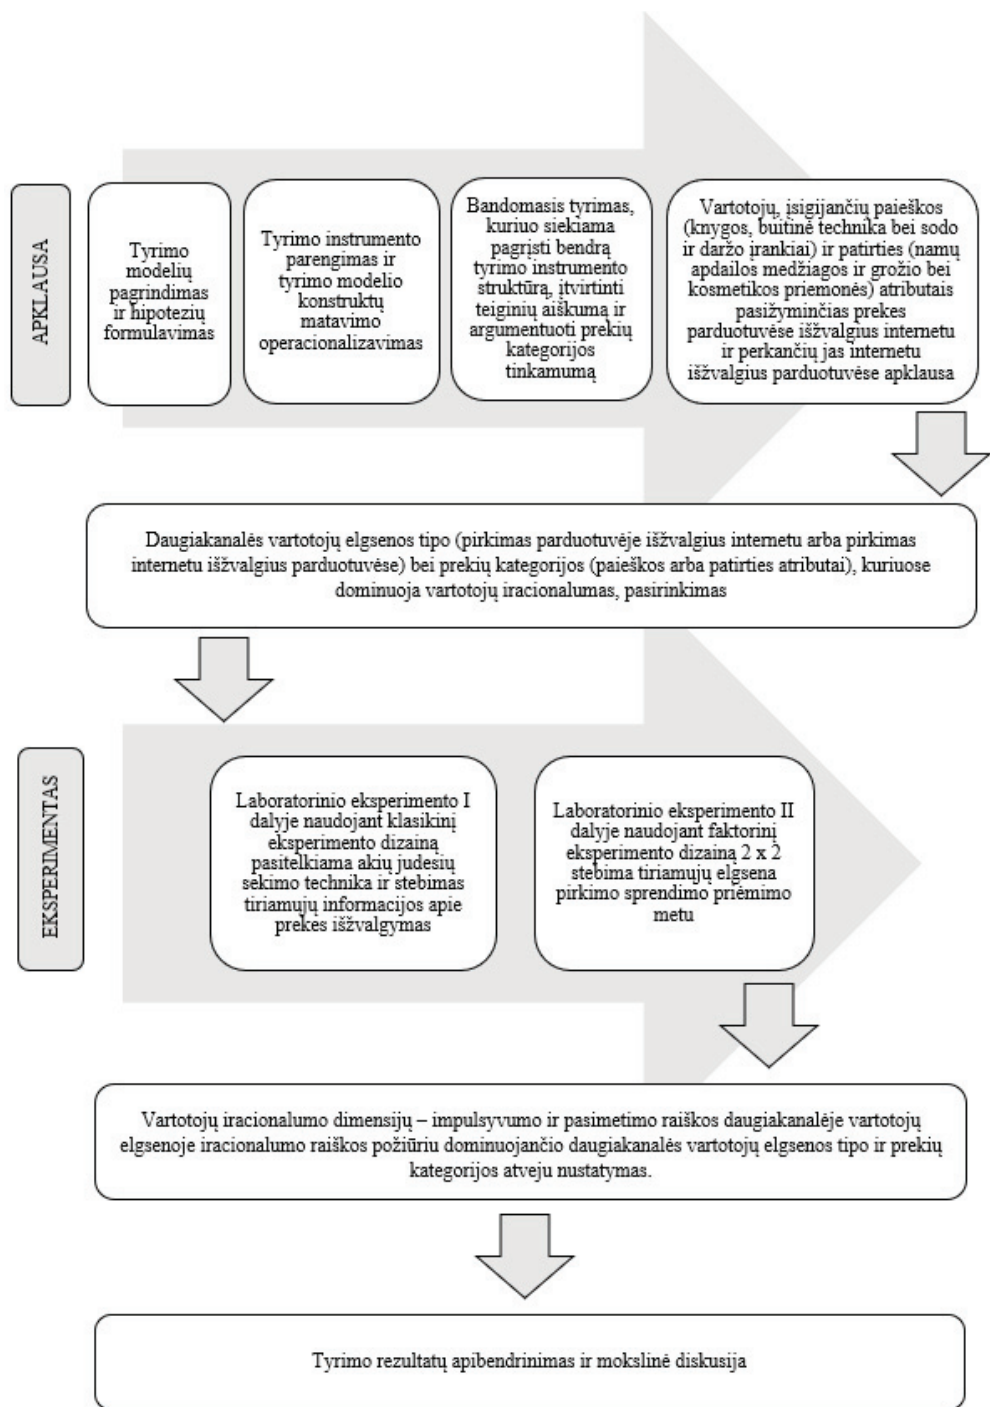 APKLAUSA
Tyrimo
modelių
pagrindimas
ir hipotezių
formulavimas
Tyrimo instrumento
parengimas ir
tyrimo modelio
konstruktų
matavimo
operacionalizavimas
Bandomasis tyrimas,
kuriuo siekiama
pagrįsti bendrą
tyrimo instrumento
struktūrą, įtvirtinti
teiginių aiškumą ir
argumentuoti prekių
kategorijos
tinkamumą
Vartotojų, įsigijančių paieškos
(knygos, buitinė technika bei sodo
ir daržo įrankiai) ir patirties (namų
apdailos medžiagos ir grožio bei
kosmetikos priemonės) atributais
pasižyminčias prekes
parduotuvėse išžvalgius internetu
ir perkančių jas internetu
išžvalgius parduotuvėse apklausa
Daugiakanalės vartotojų elgsenos tipo (pirkimas parduotuvėje išžvalgius internetu arba pirkimas
internetu išžvalgius parduotuvėse) bei prekių kategorijos (paieškos arba patirties atributai), kuriuose
dominuoja vartotojų iracionalumas, pasirinkimas
EKSPERIMENTAS
Laboratorinio eksperimento I
dalyje naudojant klasikinį
eksperimento dizainą
pasitelkiama akių judesių
sekimo technika ir stebimas
tiriamųjų informacijos apie
prekes išžvalgymas
Laboratorinio eksperimento II
dalyje naudojant faktorinį
eksperimento dizainą 2 x 2
stebima tiriamųjų elgsena
pirkimo sprendimo priėmimo
metu
Vartotojų iracionalumo dimensijų – impulsyvumo ir pasimetimo raiškos daugiakanalėje vartotojų
elgsenoje iracionalumo raiškos požiūriu dominuojančio daugiakanalės vartotojų elgsenos tipo ir prekių
kategorijos atveju nustatymas.
Tyrimo rezultatų apibendrinimas ir mokslinė diskusija